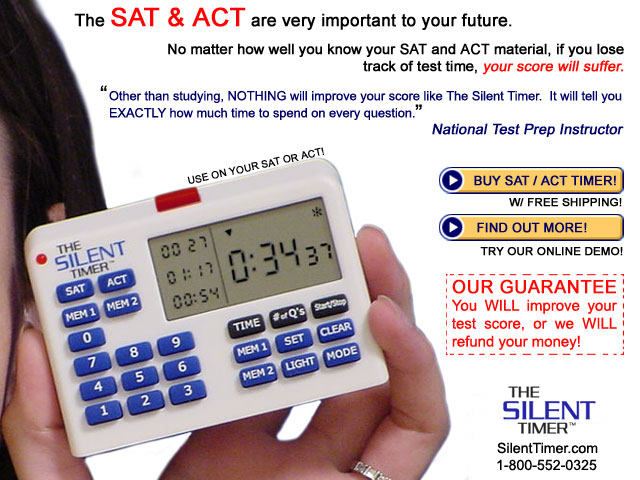 The SAT & ACT are very important to your future.
No matter how well you know your SAT and ACT material, if you lose
track of test time, your score will suffer.
“Other than studying, NOTHING will improve your score like The Silent Timer. It will tell you
EXACTLY how much time to spend on every question.”
National Test Prep Instructor
USE ON YOUR SAT OR ACT!
BUY SAT / ACT TIMER!
W/ FREE SHIPPING!
FIND OUT MORE!
TRY OUR ONLINE DEMO!
OUR GUARANTEE
You WILL improve your
test score, or we WILL
refund your money!
THE
SILENT
TIMER™
00 27
01:17
00:54
0:34 37
SAT ACT
MEM 1 MEM 2
0
7 8 9
4 5 6
1 2 3
TIME # of Q's Start/Stop
MEM 1 SET CLEAR
MEM 2 LIGHT MODE
THE
SILENT
TIMER™
SilentTimer.com
1-800-552-0325